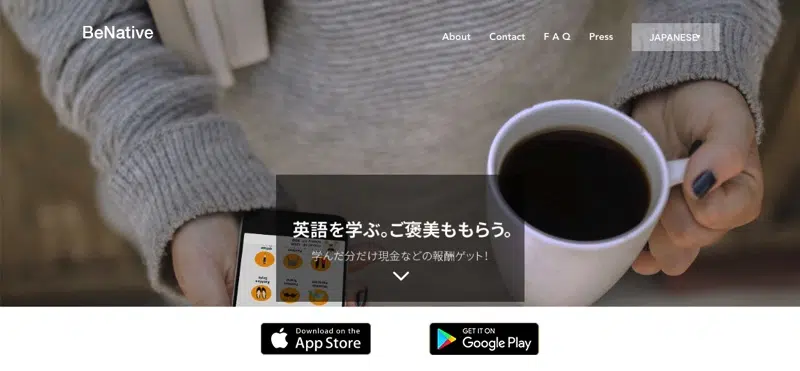 BeNative
About
Contact
F A Q
Press
JAPANESE
英語を学ぶ。ご褒美ももらう。
学んだ分だけ現金などの報酬ゲット!
Download on the
App Store
GET IT ON
Google Play